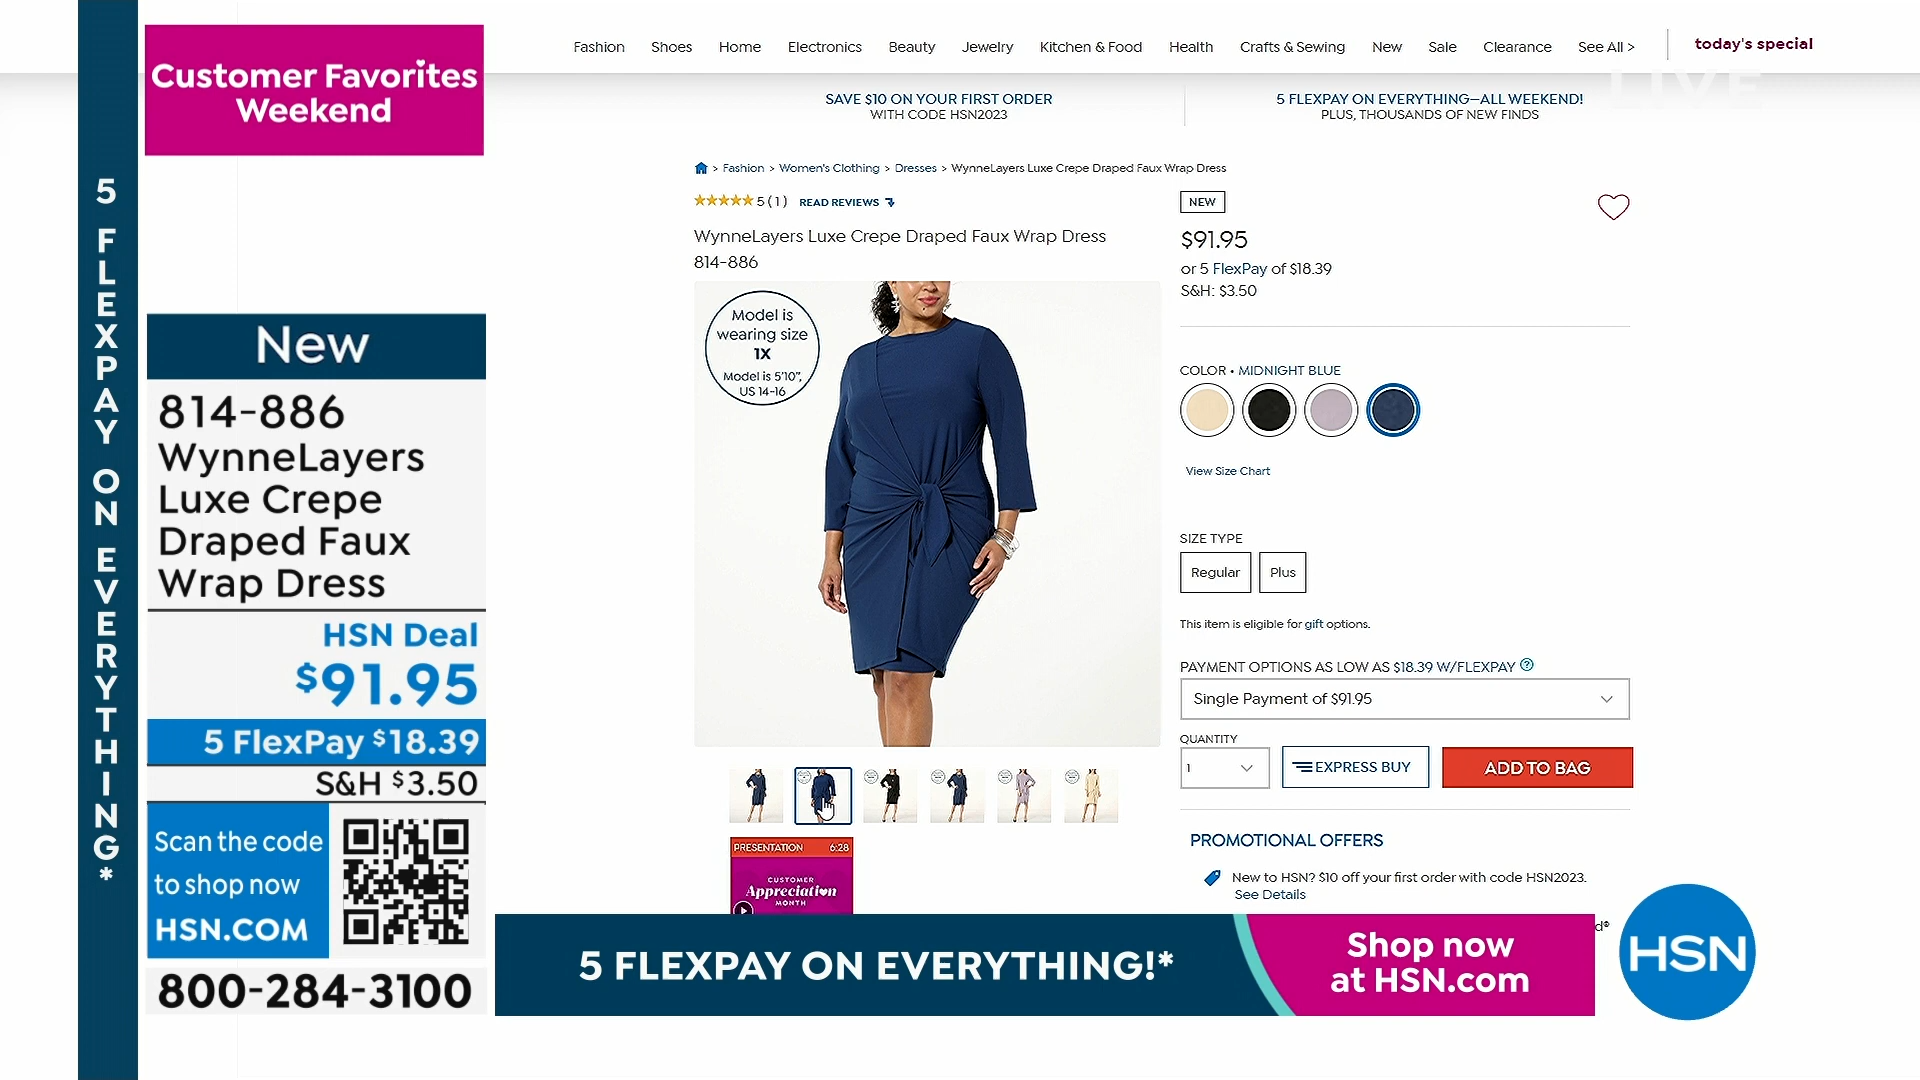 Customer Favorites
Weekend
5 FLEXPAY ON EVERYTHING*
New
814-886
WynneLayers
Luxe Crepe
Draped Faux
Wrap Dress
HSN Deal
$91.95
5 FlexPay $18.39
S&H $3.50
Scan the code
to shop now
HSN.COM
800-284-3100
Fashion Shoes Home Electronics Beauty Jewelry Kitchen & Food Health Crafts & Sewing New Sale Clearance See All > today's special
LIVE
SAVE $10 ON YOUR FIRST ORDER
WITH CODE HSN2023
5 FLEXPAY ON EVERYTHING—ALL WEEKEND!
PLUS, THOUSANDS OF NEW FINDS
> Fashion > Women's Clothing > Dresses > WynneLayers Luxe Crepe Draped Faux Wrap Dress
5 (1) READ REVIEWS
WynneLayers Luxe Crepe Draped Faux Wrap Dress
814-886
Model is
wearing size
1X
Model is 5'10",
US 14-16
PRESENTATION 6:28
CUSTOMER
Appreciation
MONTH
NEW
$91.95
or 5 FlexPay of $18.39
S&H: $3.50
COLOR • MIDNIGHT BLUE
View Size Chart
SIZE TYPE
Regular Plus
This item is eligible for gift options.
PAYMENT OPTIONS AS LOW AS $18.39 W/FLEXPAY ?
Single Payment of $91.95
QUANTITY
1 EXPRESS BUY ADD TO BAG
PROMOTIONAL OFFERS
New to HSN? $10 off your first order with code HSN2023.
See Details
5 FLEXPAY ON EVERYTHING!*
Shop now
at HSN.com
HSN